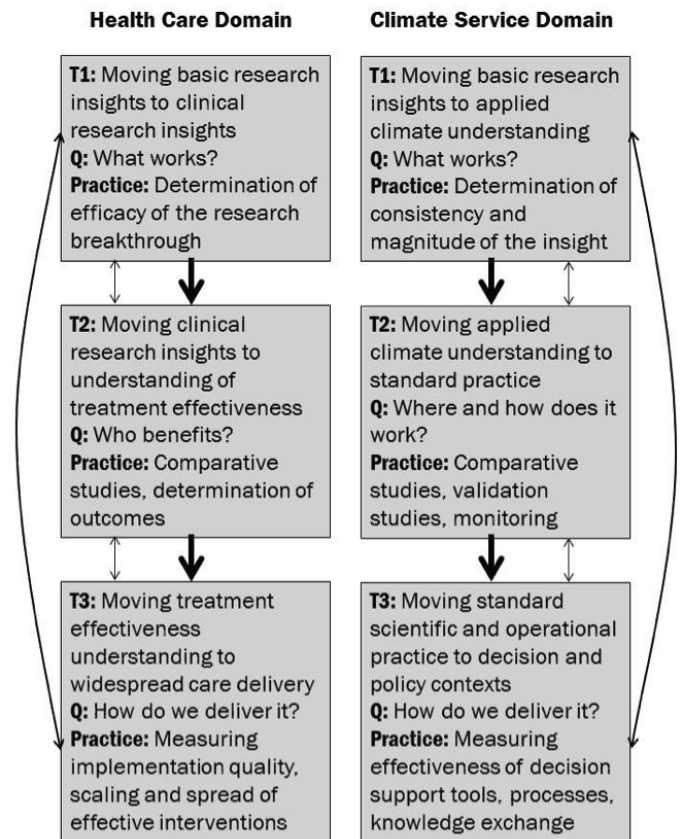 Health Care Domain
T1: Moving basic research
insights to clinical
research insights
Q: What works?
Practice: Determination of
efficacy of the research
breakthrough
T2: Moving clinical
research insights to
understanding of
treatment effectiveness
Q: Who benefits?
Practice: Comparative
studies, determination of
outcomes
T3: Moving treatment
effectiveness
understanding to
widespread care delivery
Q: How do we deliver it?
Practice: Measuring
implementation quality,
scaling and spread of
effective interventions
Climate Service Domain
T1: Moving basic research
insights to applied
climate understanding
Q: What works?
Practice: Determination of
consistency and
magnitude of the insight
T2: Moving applied
climate understanding to
standard practice
Q: Where and how does it
work?
Practice: Comparative
studies, validation
studies, monitoring
T3: Moving standard
scientific and operational
practice to decision and
policy contexts
Q: How do we deliver it?
Practice: Measuring
effectiveness of decision
support tools, processes,
knowledge exchange